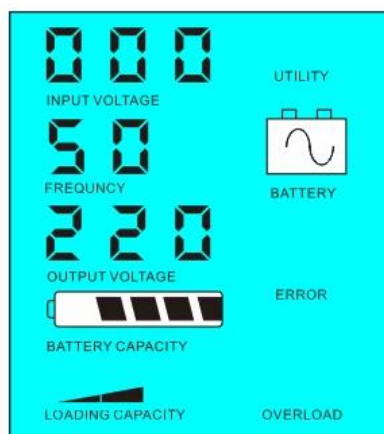 000
UTILITY
INPUT VOLTAGE
50
FREQUNCY
BATTERY
220
OUTPUT VOLTAGE
ERROR
BATTERY CAPACITY
LOADING CAPACITY
OVERLOAD